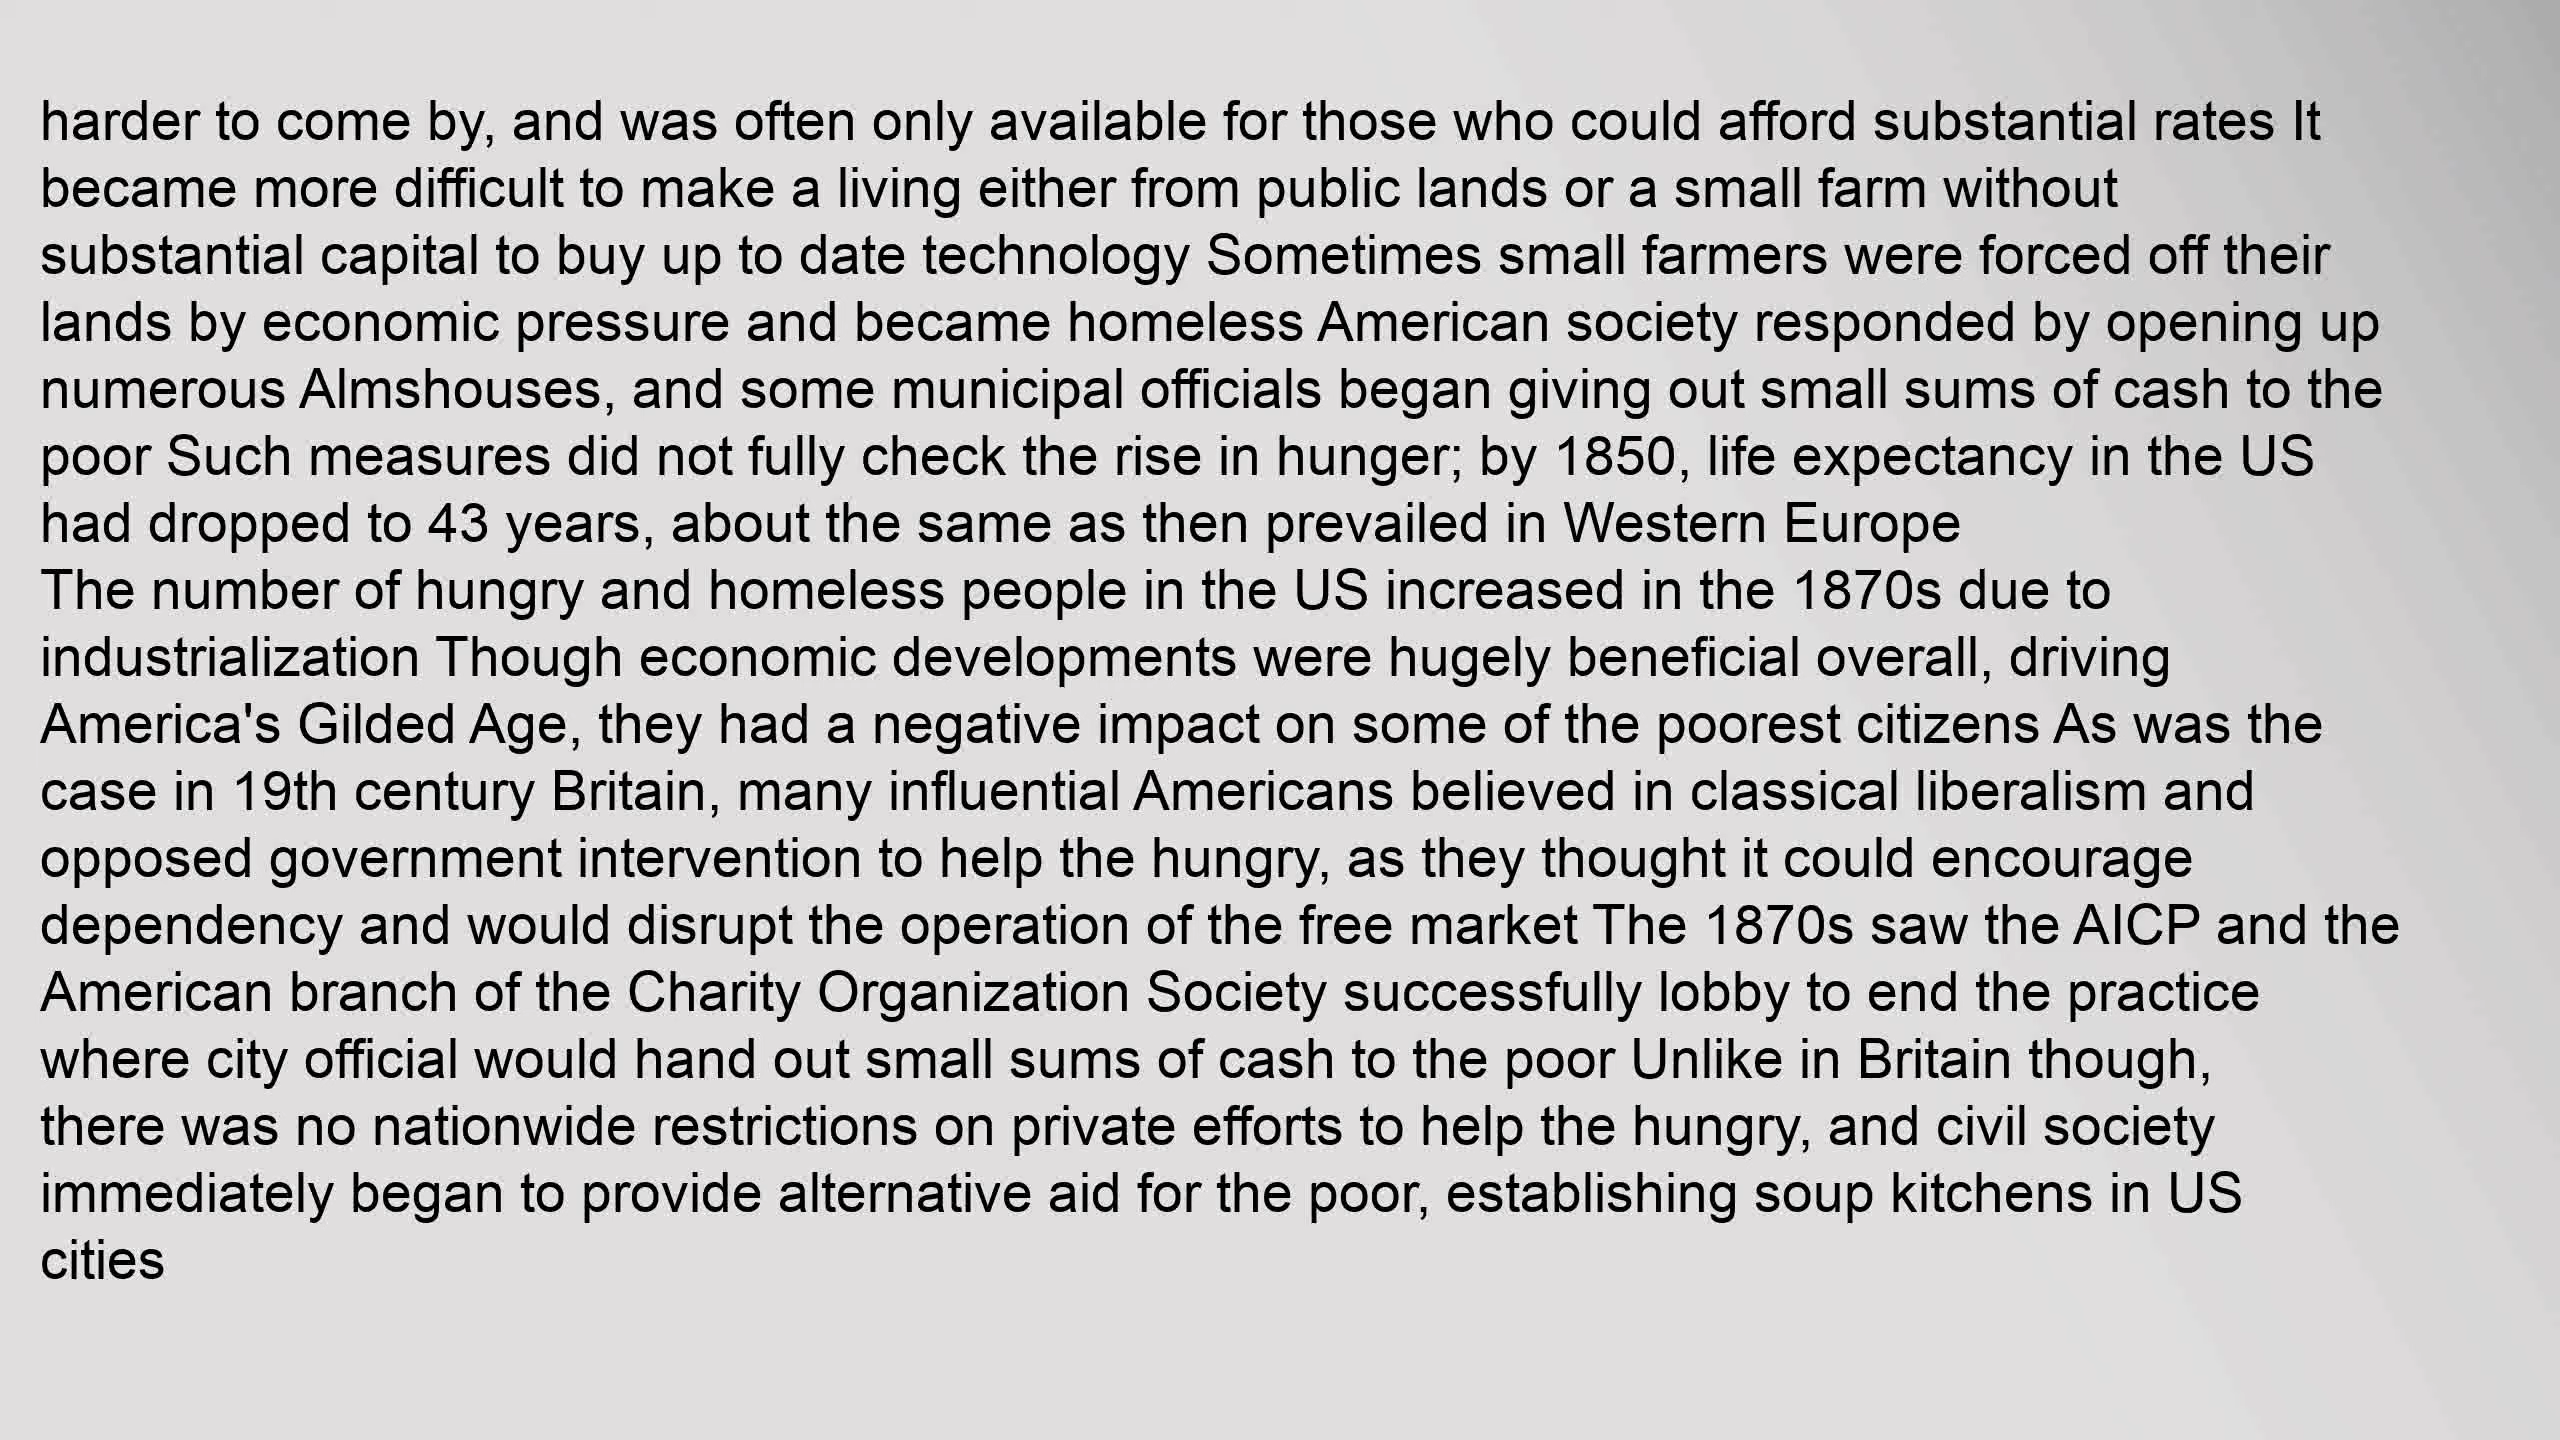 harder to come by, and was often only available for those who could afford substantial rates It
became more difficult to make a living either from public lands or a small farm without
substantial capital to buy up to date technology Sometimes small farmers were forced off their
lands by economic pressure and became homeless American society responded by opening up
numerous Almshouses, and some municipal officials began giving out small sums of cash to the
poor Such measures did not fully check the rise in hunger; by 1850, life expectancy in the US
had dropped to 43 years, about the same as then prevailed in Western Europe
The number of hungry and homeless people in the US increased in the 1870s due to
industrialization Though economic developments were hugely beneficial overall, driving
America's Gilded Age, they had a negative impact on some of the poorest citizens As was the
case in 19th century Britain, many influential Americans believed in classical liberalism and
opposed government intervention to help the hungry, as they thought it could encourage
dependency and would disrupt the operation of the free market The 1870s saw the AICP and the
American branch of the Charity Organization Society successfully lobby to end the practice
where city official would hand out small sums of cash to the poor Unlike in Britain though,
there was no nationwide restrictions on private efforts to help the hungry, and civil society
immediately began to provide alternative aid for the poor, establishing soup kitchens in US
cities